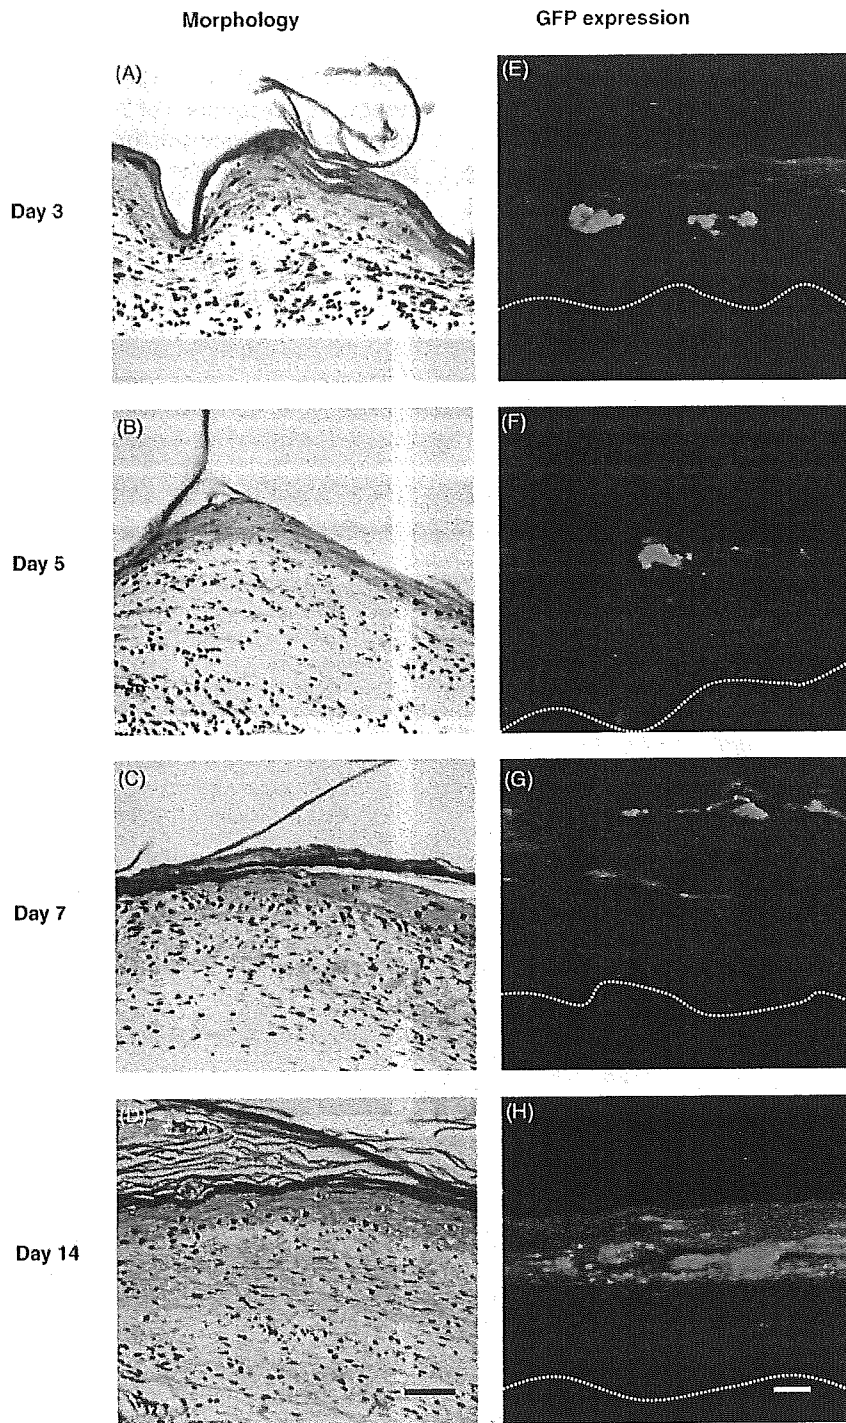 Morphology GFP expression
(A) (E)
Day 3
(B) (F)
Day 5
(C) (G)
Day 7
(D) (H)
Day 14